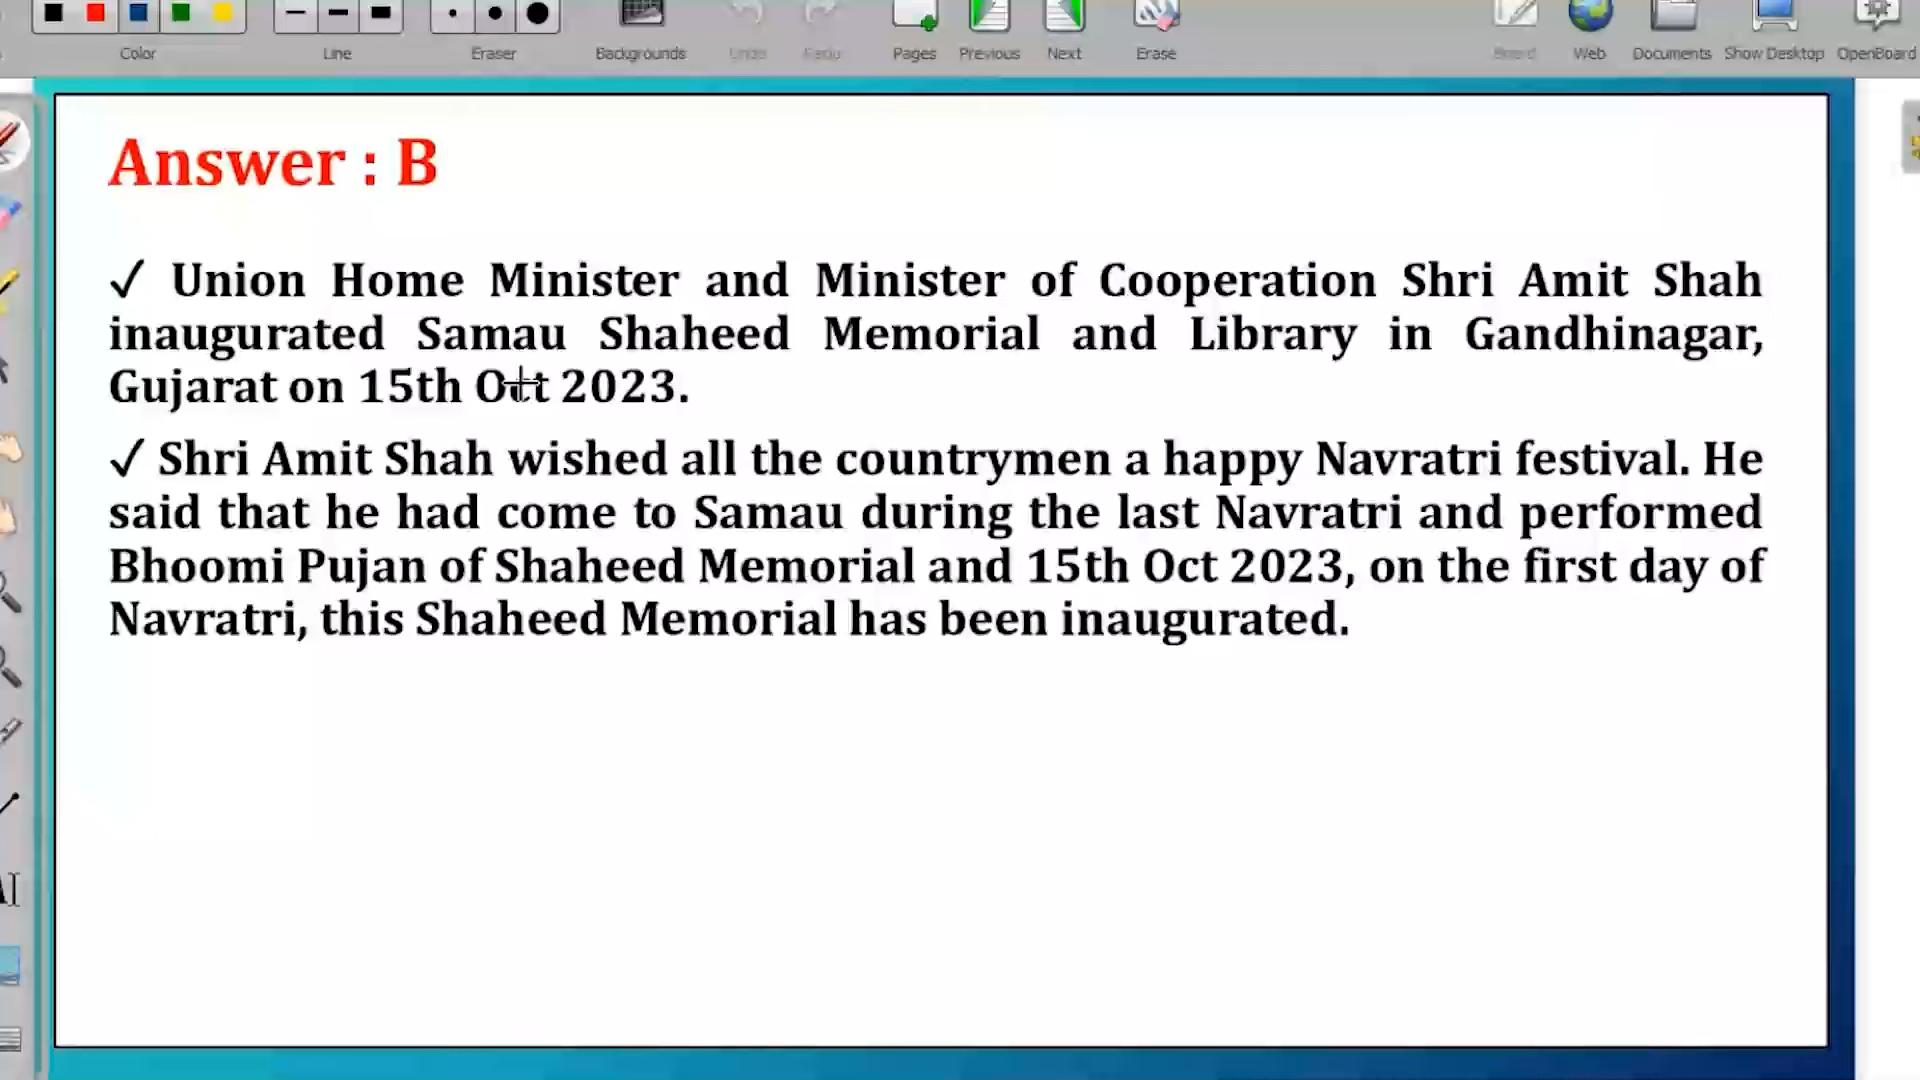 Color Line Eraser Backgrounds Undo Redo Pages Previous Next Erase Board Web Documents Show Desktop OpenBoard
Answer : B
✓ Union Home Minister and Minister of Cooperation Shri Amit Shah
inaugurated Samau Shaheed Memorial and Library in Gandhinagar,
Gujarat on 15th Oct 2023.
✓ Shri Amit Shah wished all the countrymen a happy Navratri festival. He
said that he had come to Samau during the last Navratri and performed
Bhoomi Pujan of Shaheed Memorial and 15th Oct 2023, on the first day of
Navratri, this Shaheed Memorial has been inaugurated.